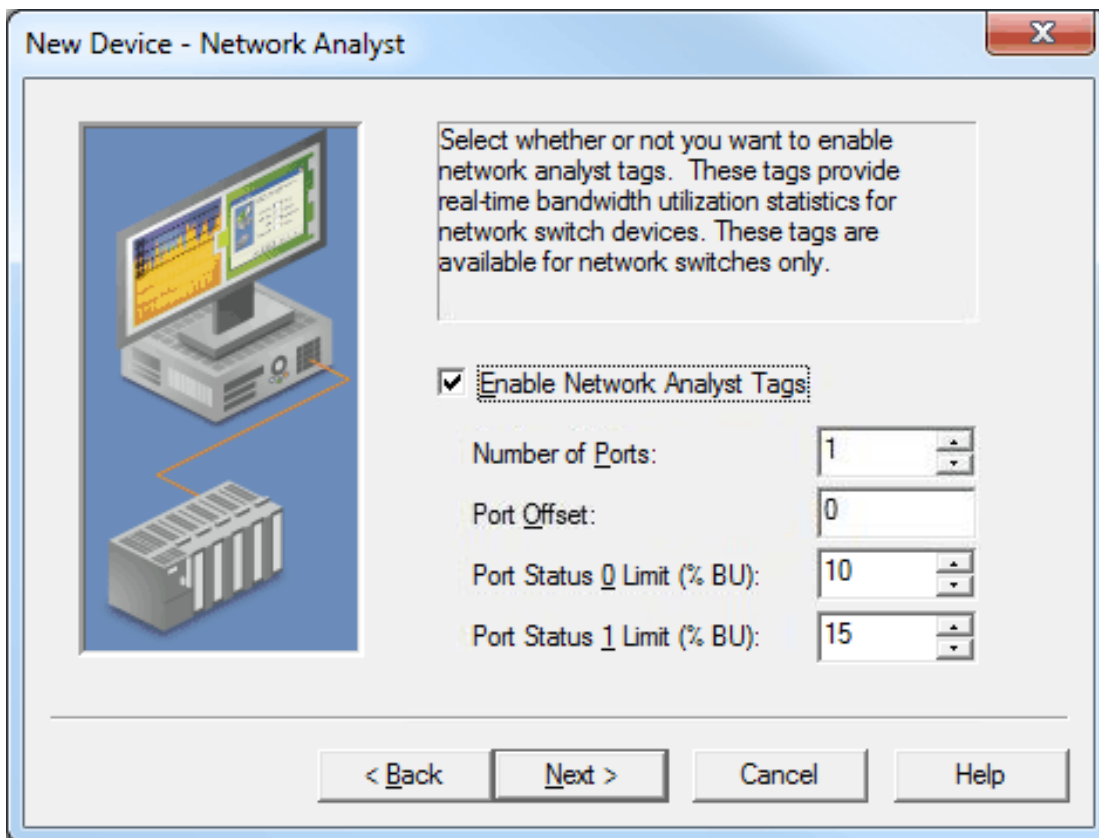 New Device - Network Analyst
Select whether or not you want to enable
network analyst tags.  These tags provide
real-time bandwidth utilization statistics for
network switch devices. These tags are
available for network switches only.
Enable Network Analyst Tags
Number of Ports: 1
Port Offset: 0
Port Status 0 Limit (% BU): 10
Port Status 1 Limit (% BU): 15
< Back Next > Cancel Help